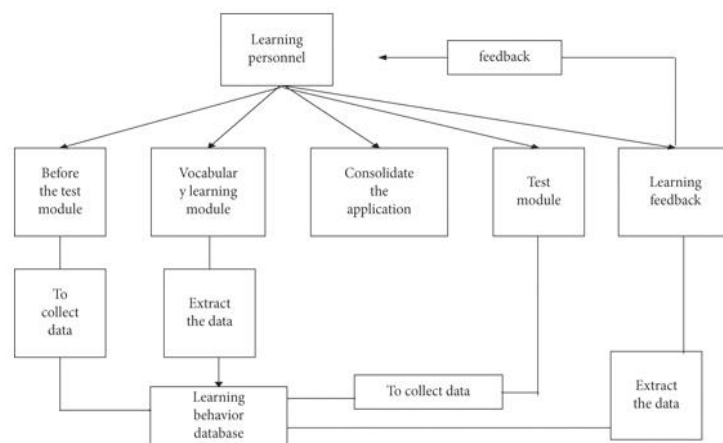 Learning
personnel
feedback
Before
the test
module
Vocabular
y learning
module
Consolidate
the
application
Test
module
Learning
feedback
To
collect
data
Extract
the data
To collect data
Extract
the data
Learning
behavior
database